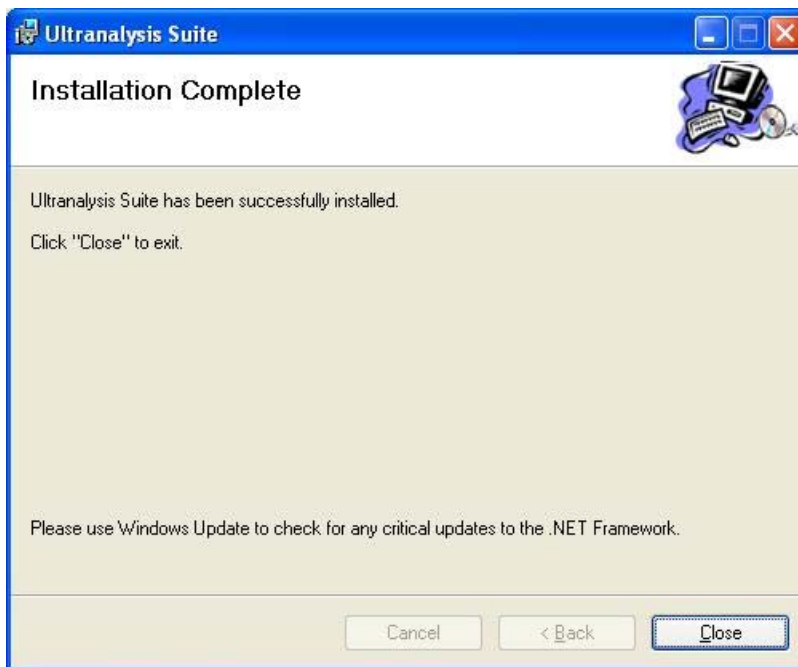 Ultranalysis Suite
Installation Complete
Ultranalysis Suite has been successfully installed.
Click "Close" to exit.
Please use Windows Update to check for any critical updates to the .NET Framework.
Cancel
< Back
Close